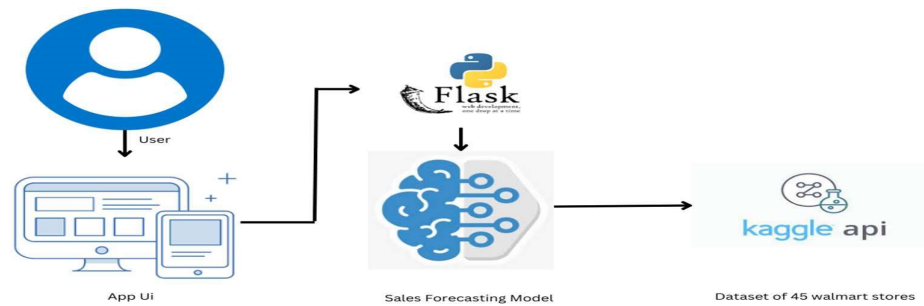 User
Flask
web development,
one drop at a time
App Ui
Sales Forecasting Model
kaggle api
Dataset of 45 walmart stores